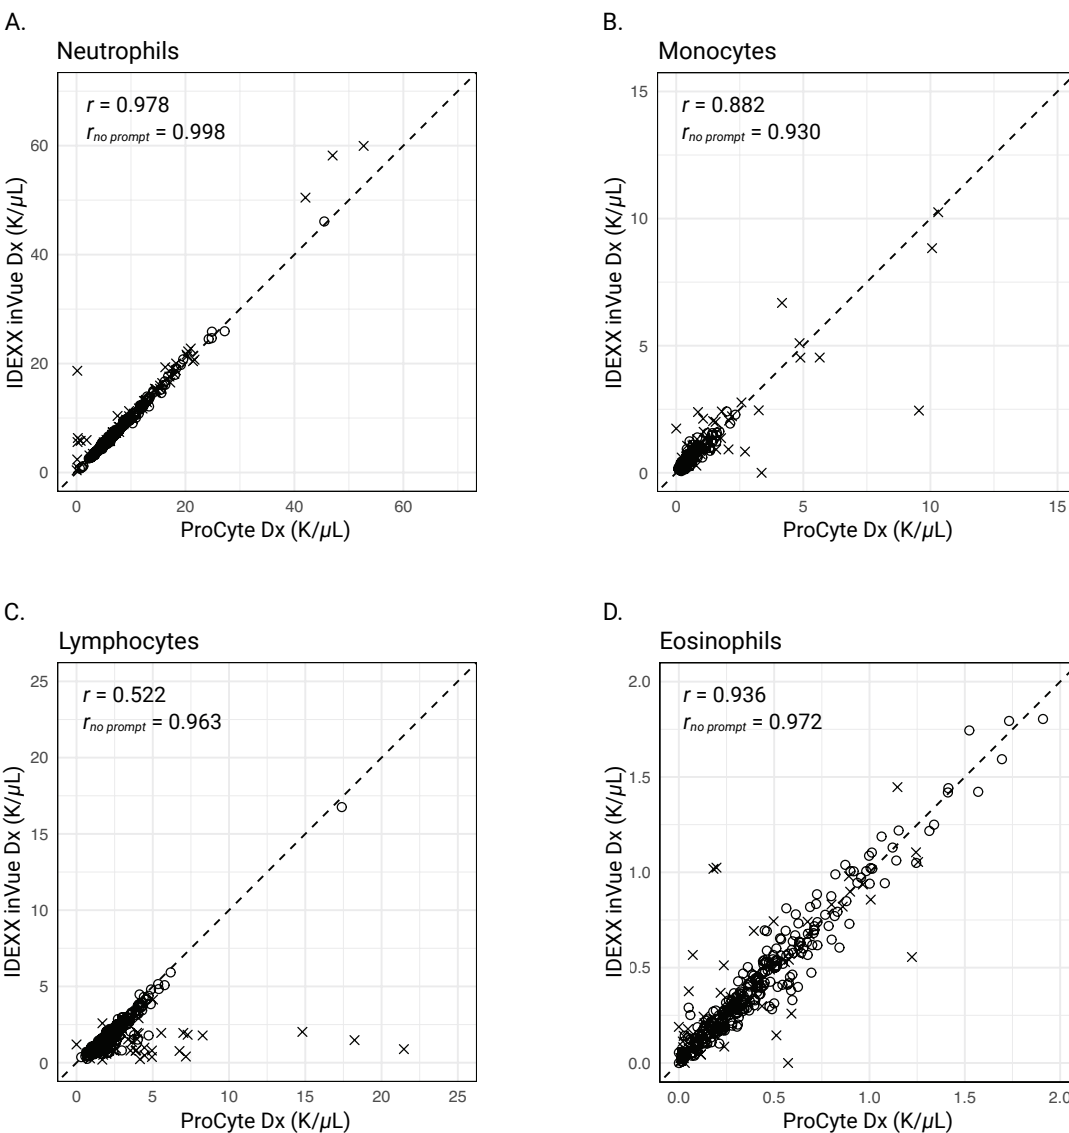 A.
Neutrophils
r = 0.978
r no prompt = 0.998
60
40
20
0
0 20 40 60
IDEXX inVue Dx (K/µL)
ProCyte Dx (K/µL)
B.
Monocytes
r = 0.882
r no prompt = 0.930
15
10
5
0
0 5 10 15
IDEXX inVue Dx (K/µL)
ProCyte Dx (K/µL)
C.
Lymphocytes
r = 0.522
r no prompt = 0.963
25
20
15
10
5
0
0 5 10 15 20 25
IDEXX inVue Dx (K/µL)
ProCyte Dx (K/µL)
D.
Eosinophils
r = 0.936
r no prompt = 0.972
2.0
1.5
1.0
0.5
0.0
0.0 0.5 1.0 1.5 2.0
IDEXX inVue Dx (K/µL)
ProCyte Dx (K/µL)